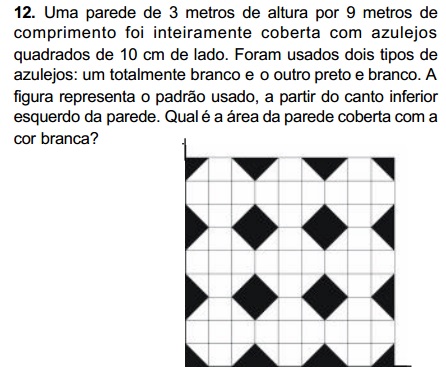 12. Uma parede de 3 metros de altura por 9 metros de
comprimento foi inteiramente coberta com azulejos
quadrados de 10 cm de lado. Foram usados dois tipos de
azulejos: um totalmente branco e o outro preto e branco. A
figura representa o padrão usado, a partir do canto inferior
esquerdo da parede. Qual é a área da parede coberta com a
cor branca?